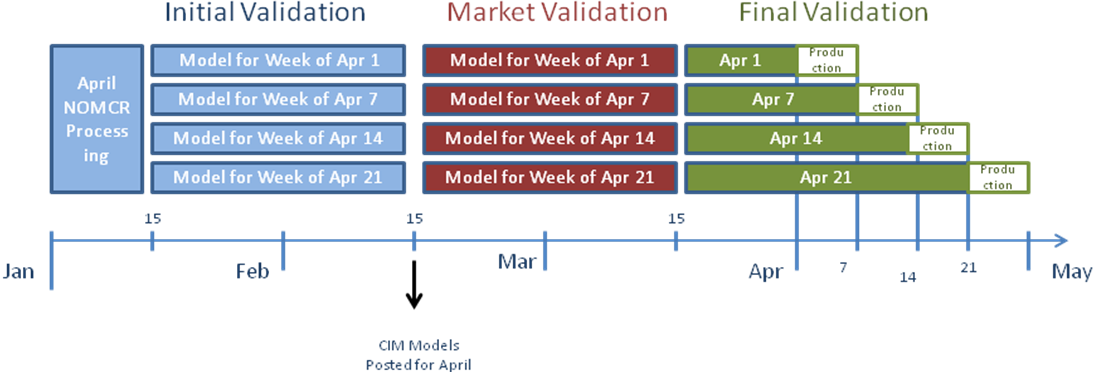 Initial Validation
Market Validation
Final Validation
April
NOMCR
Process
ing
Model for Week of Apr 1
Model for Week of Apr 7
Model for Week of Apr 14
Model for Week of Apr 21
Model for Week of Apr 1
Model for Week of Apr 7
Model for Week of Apr 14
Model for Week of Apr 21
Apr 1
Produ
ction
Apr 7
Produ
ction
Apr 14
Produ
ction
Apr 21
Produ
ction
15
15
15
Jan
Feb
Mar
Apr
7
14
21
May
CIM Models
Posted for April